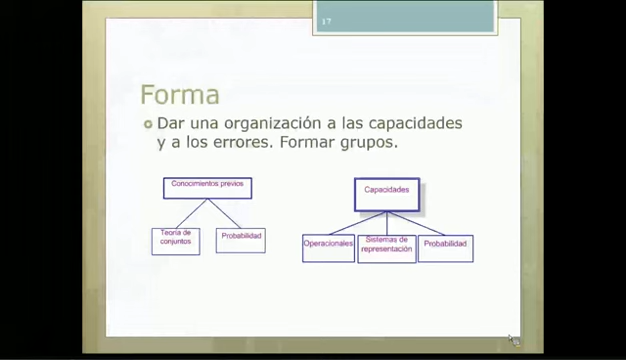 17
Forma
Dar una organización a las capacidades
y a los errores. Formar grupos.
Conocimientos previos
Teoría de
conjuntos
Probabilidad
Capacidades
Operacionales
Sistemas de
representación
Probabilidad